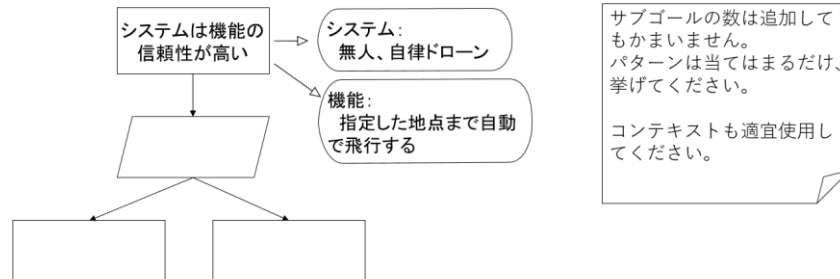 システムは機能の
信頼性が高い
システム：
無人、自律ドローン
機能：
指定した地点まで自動
で飛行する
サブゴールの数は追加して
もかまいません。
パターンは当てはまるだけ、
挙げてください。
コンテキストも適宜使用し
てください。